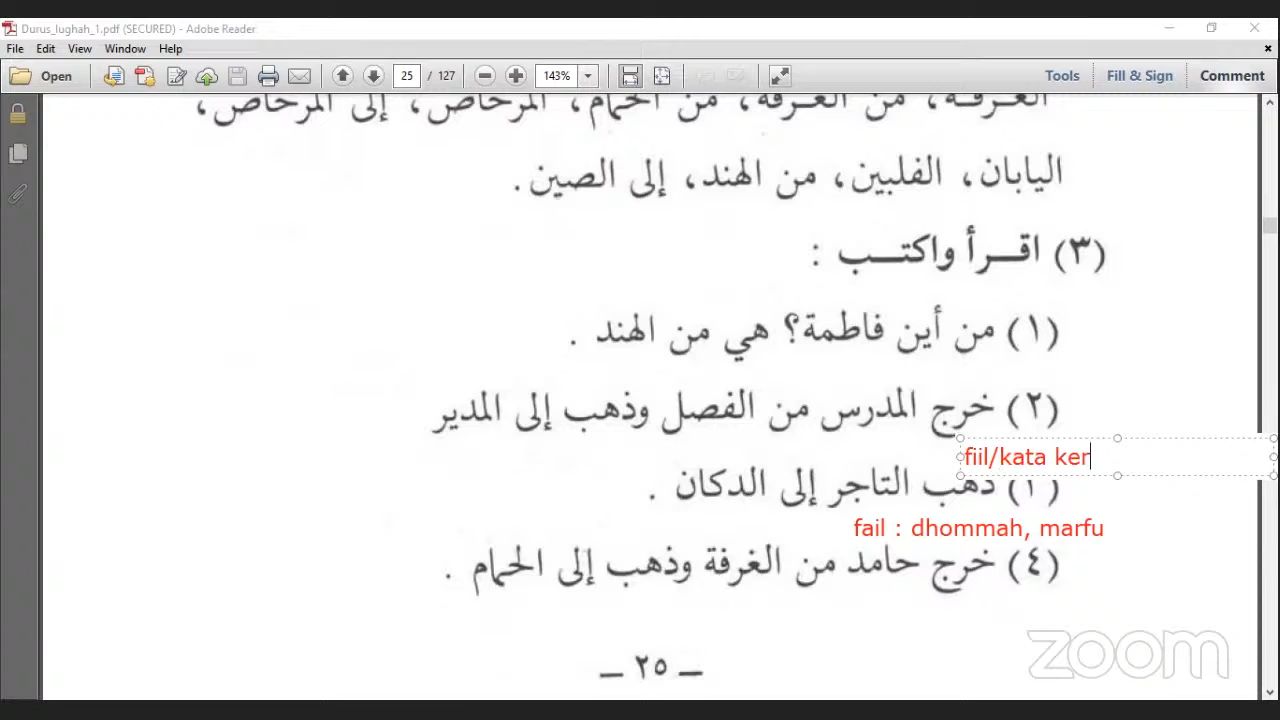 Durus_lughah_1.pdf (SECURED) - Adobe Reader
File Edit View Window Help
Open 25 / 127 143% Tools Fill & Sign Comment
الغرفة، من الغرفة، من الحمام، المرحاض، إلى المرحاض،
اليابان، الفلبين، من الهند، إلى الصين.
(٣) اقـرأ واكتـب :
(١) من أين فاطمة؟ هي من الهند .
(٢) خرج المدرس من الفصل وذهب إلى المدير
fiil/kata ker
(٣) ذهب التاجر إلى الدكان .
fail : dhommah, marfu
(٤) خرج حامد من الغرفة وذهب إلى الحمام .
– ٢٥ –
zoom